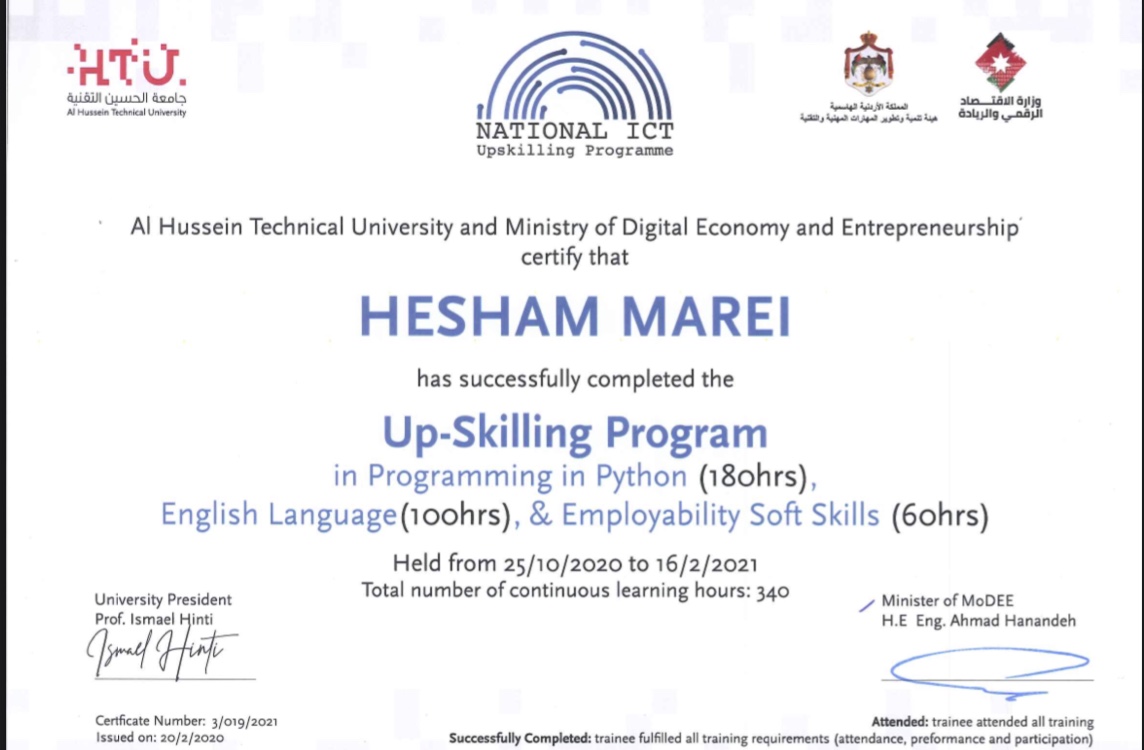 HTU
جامعة الحسين التقنية
Al Hussein Technical University
NATIONAL ICT
Upskilling Programme
المملكة الأردنية الهاشمية
هيئة تنمية وتطوير المهارات المهنية والتقنية
وزارة الاقتصاد
الرقمي والريادة
Al Hussein Technical University and Ministry of Digital Economy and Entrepreneurship
certify that
HESHAM MAREI
has successfully completed the
Up-Skilling Program
in Programming in Python (180hrs),
English Language(100hrs), & Employability Soft Skills (60hrs)
Held from 25/10/2020 to 16/2/2021
Total number of continuous learning hours: 340
University President
Prof. Ismael Hinti
Ismael Hinti
Minister of MoDEE
H.E Eng. Ahmad Hanandeh
Certficate Number: 3/019/2021
Issued on: 20/2/2020
Attended: trainee attended all training
Successfully Completed: trainee fulfilled all training requirements (attendance, preformance and participation)